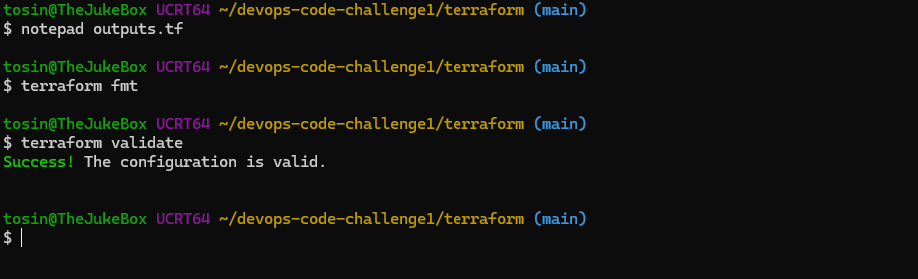 tosin@TheJukeBox UCRT64 ~/devops-code-challenge1/terraform (main)
$ notepad outputs.tf
tosin@TheJukeBox UCRT64 ~/devops-code-challenge1/terraform (main)
$ terraform fmt
tosin@TheJukeBox UCRT64 ~/devops-code-challenge1/terraform (main)
$ terraform validate
Success! The configuration is valid.
tosin@TheJukeBox UCRT64 ~/devops-code-challenge1/terraform (main)
$